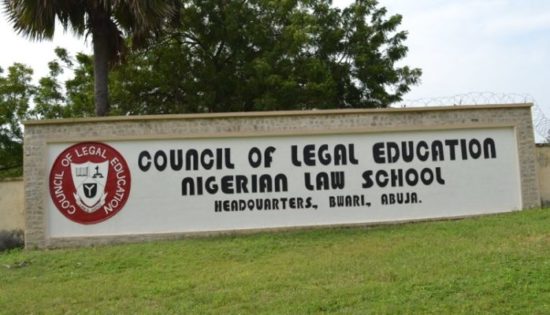 COUNCIL OF LEGAL EDUCATION
COUNCIL OF LEGAL EDUCATION
NIGERIAN LAW SCHOOL
HEADQUARTERS, BWARI, ABUJA.